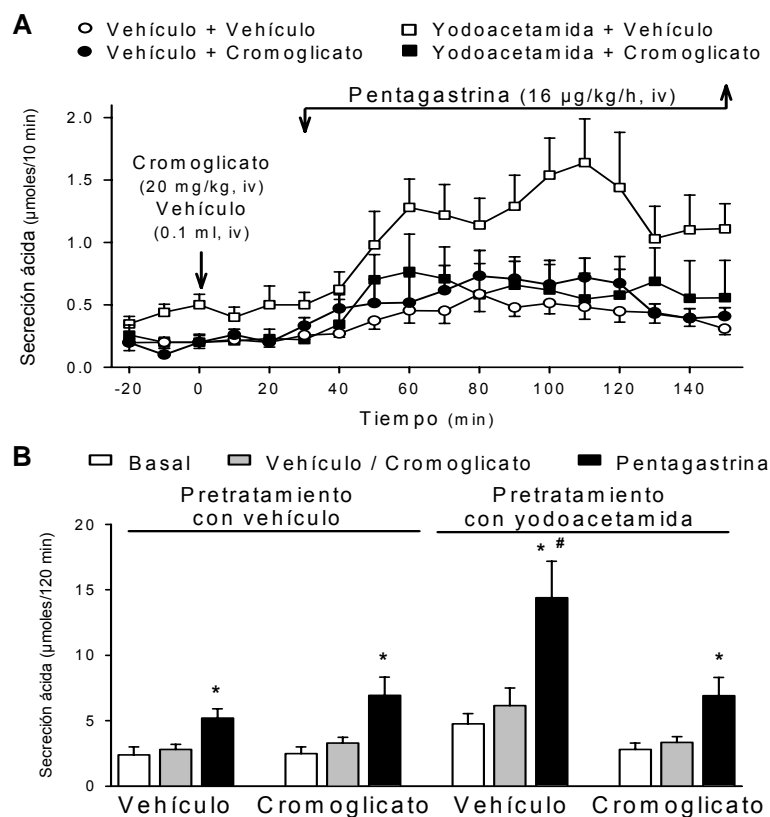 A
Vehículo + Vehículo
Yodoacetamida + Vehículo
Vehículo + Cromoglicato
Yodoacetamida + Cromoglicato
Pentagastrina (16 µg/kg/h, iv)
Secreción ácida (µmoles/10 min)
2.0
1.5
1.0
0.5
0.0
Cromoglicato
(20 mg/kg, iv)
Vehículo
(0.1 ml, iv)
-20 0 20 40 60 80 100 120 140
Tiempo (min)
B
Basal
Vehículo / Cromoglicato
Pentagastrina
Pretratamiento
con vehículo
Pretratamiento
con yodoacetamida
Secreción ácida (µmoles/120 min)
20
15
10
5
0
* * * # *
Vehículo Cromoglicato Vehículo Cromoglicato